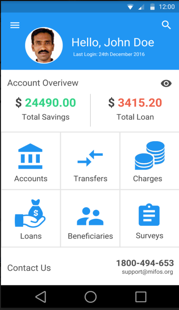 12:00
Hello, John Doe
Last Login: 24th December 2016
Account Overivew
$ 24490.00
$ 3415.20
Total Savings
Total Loan
Accounts
Transfers
Charges
Loans
Beneficiaries
Surveys
Contact Us
1800-494-653
support@mifos.org